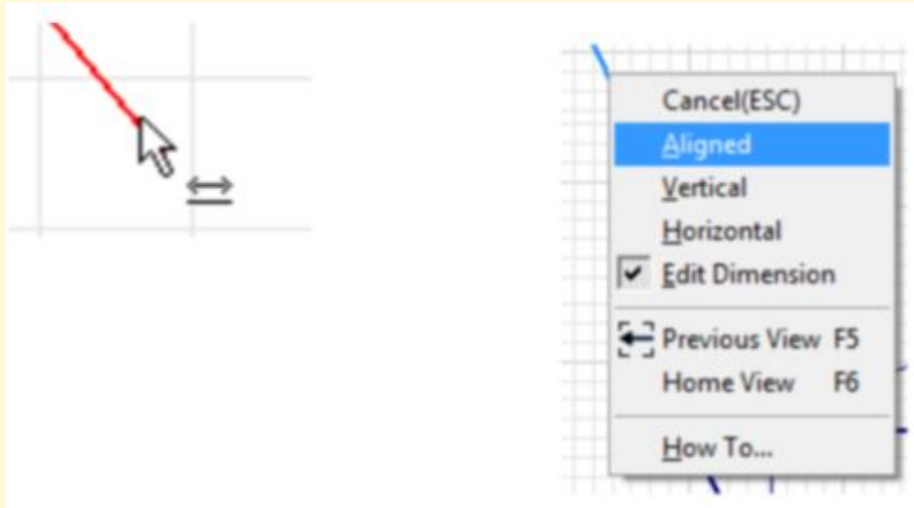 Cancel(ESC)
Aligned
Vertical
Horizontal
Edit Dimension
Previous View F5
Home View F6
How To...